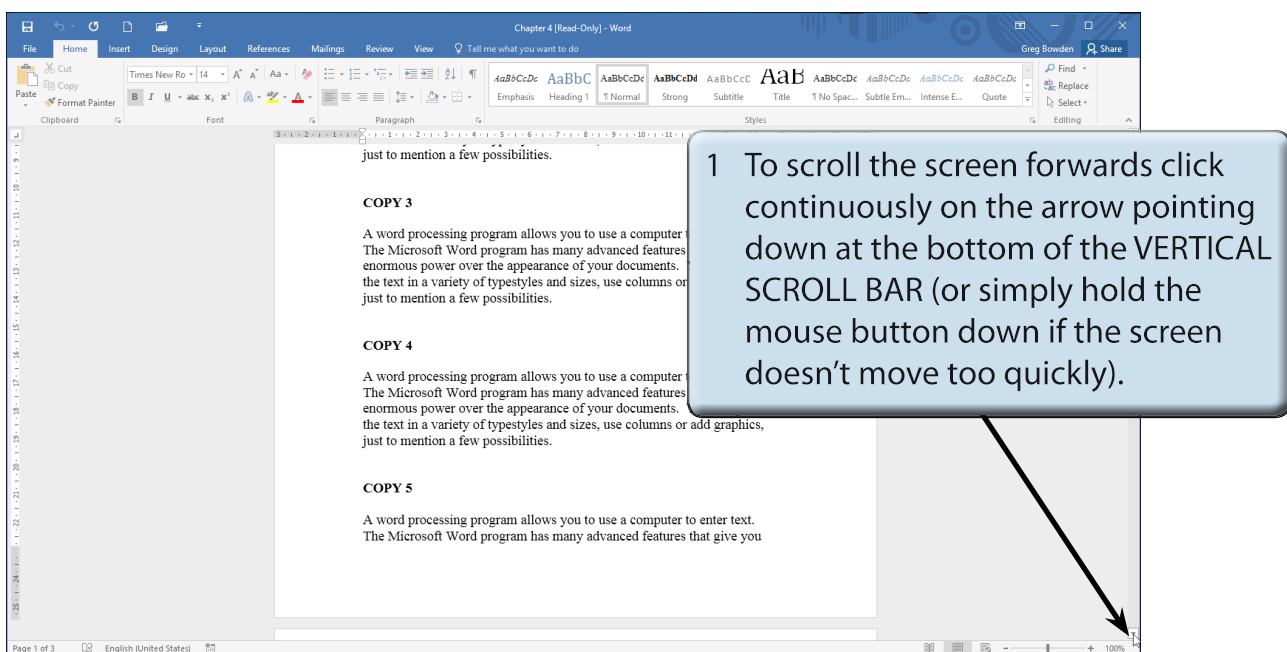 Chapter 4 [Read-Only] - Word
File Home Insert Design Layout References Mailings Review View Tell me what you want to do Greg Bowden Share
Cut
Copy
Format Painter
Paste
Times New Ro 14 Aa
B I U abc x₂ x²
AaBbCcDc AaBbC AaBbCcDc AaBbCcDd AaBbCcC AaB AaBbCcDc AaBbCcDc AaBbCcDc AaBbCcDc
Emphasis Heading 1 ¶ Normal Strong Subtitle Title ¶ No Spac... Subtle Em... Intense E... Quote
Find
Replace
Select
Clipboard Font Paragraph Styles Editing
just to mention a few possibilities.
COPY 3
A word processing program allows you to use a computer
The Microsoft Word program has many advanced features
enormous power over the appearance of your documents.
the text in a variety of typestyles and sizes, use columns or
just to mention a few possibilities.
COPY 4
A word processing program allows you to use a computer
The Microsoft Word program has many advanced features
enormous power over the appearance of your documents.
the text in a variety of typestyles and sizes, use columns or add graphics,
just to mention a few possibilities.
COPY 5
A word processing program allows you to use a computer to enter text.
The Microsoft Word program has many advanced features that give you
1 To scroll the screen forwards click
continuously on the arrow pointing
down at the bottom of the VERTICAL
SCROLL BAR (or simply hold the
mouse button down if the screen
doesn't move too quickly).
Page 1 of 3 English (United States) 100%